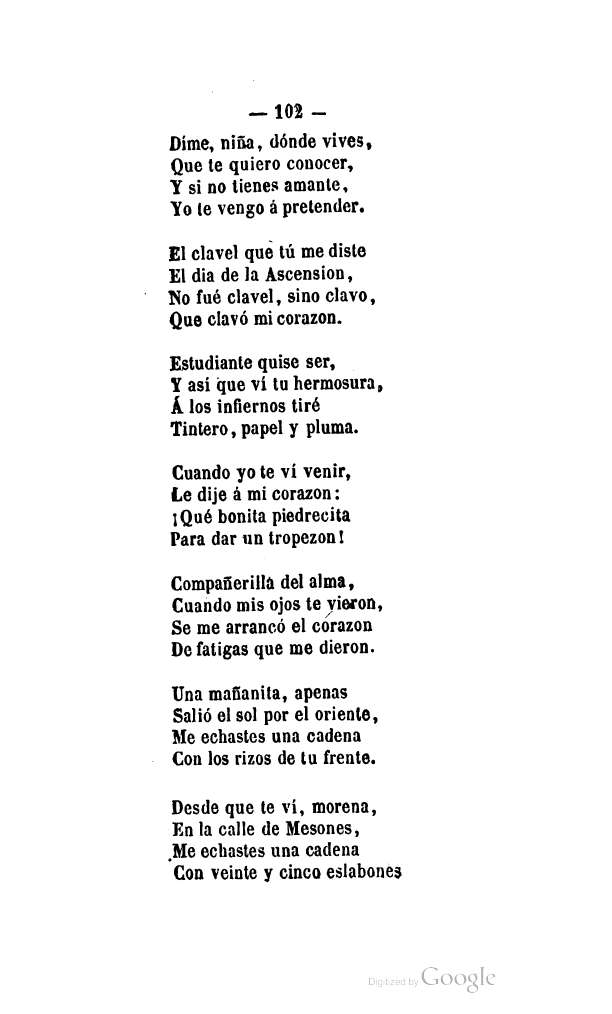 — 102 —
Díme, niña, dónde vives,
Que te quiero conocer,
Y si no tienes amante,
Yo te vengo á pretender.
El clavel que tú me diste
El dia de la Ascension,
No fué clavel, sino clavo,
Que clavó mi corazon.
Estudiante quise ser,
Y así que ví tu hermosura,
Á los infiernos tiré
Tintero, papel y pluma.
Cuando yo te ví venir,
Le dije á mi corazon:
¡Qué bonita piedrecita
Para dar un tropezon!
Compañerilla del alma,
Cuando mis ojos te vieron,
Se me arrancó el corazon
De fatigas que me dieron.
Una mañanita, apenas
Salió el sol por el oriente,
Me echastes una cadena
Con los rizos de tu frente.
Desde que te ví, morena,
En la calle de Mesones,
Me echastes una cadena
Con veinte y cinco eslabones
Digitized by Google